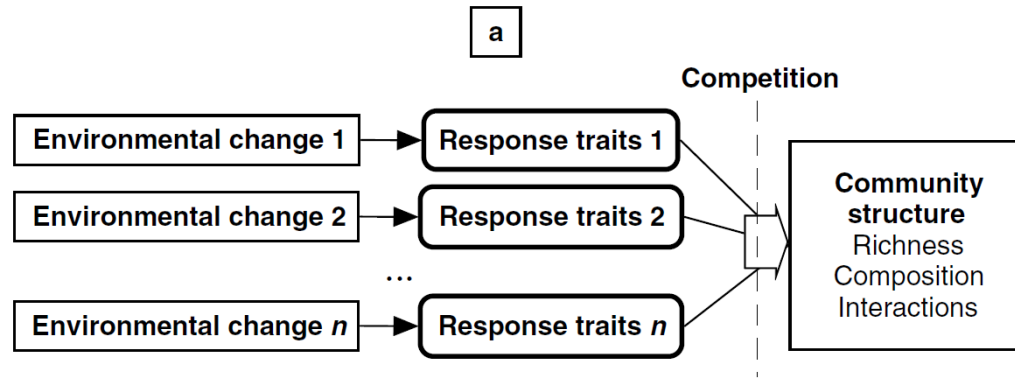 a
Competition
Environmental change 1
Response traits 1
Environmental change 2
Response traits 2
...
Environmental change n
Response traits n
Community
structure
Richness
Composition
Interactions